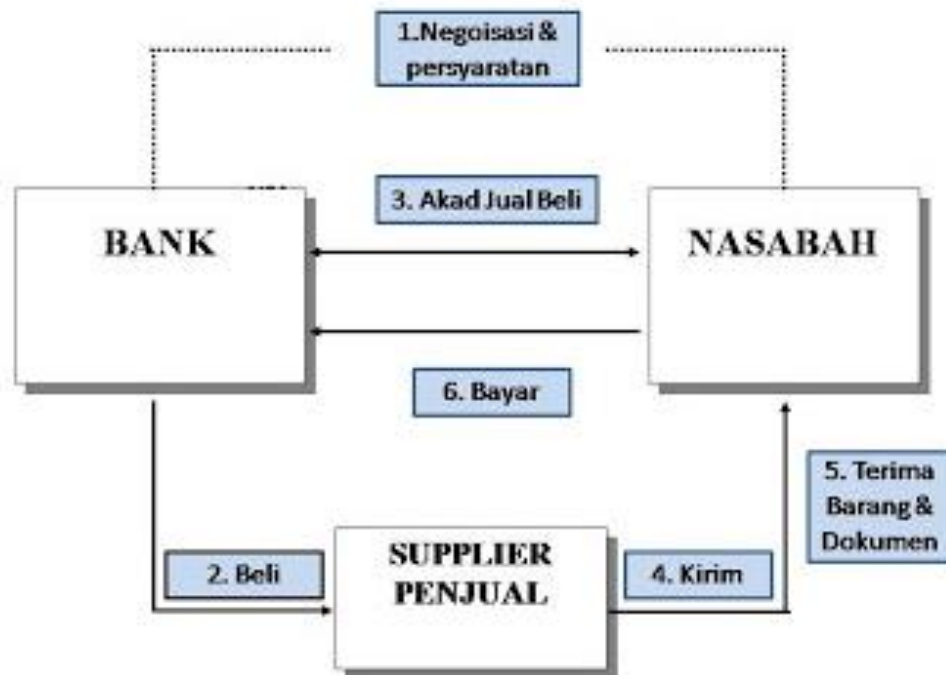 1.Negoisasi &
persyaratan
3. Akad Jual Beli
BANK
NASABAH
6. Bayar
5. Terima
Barang &
Dokumen
2. Beli
SUPPLIER
PENJUAL
4. Kirim